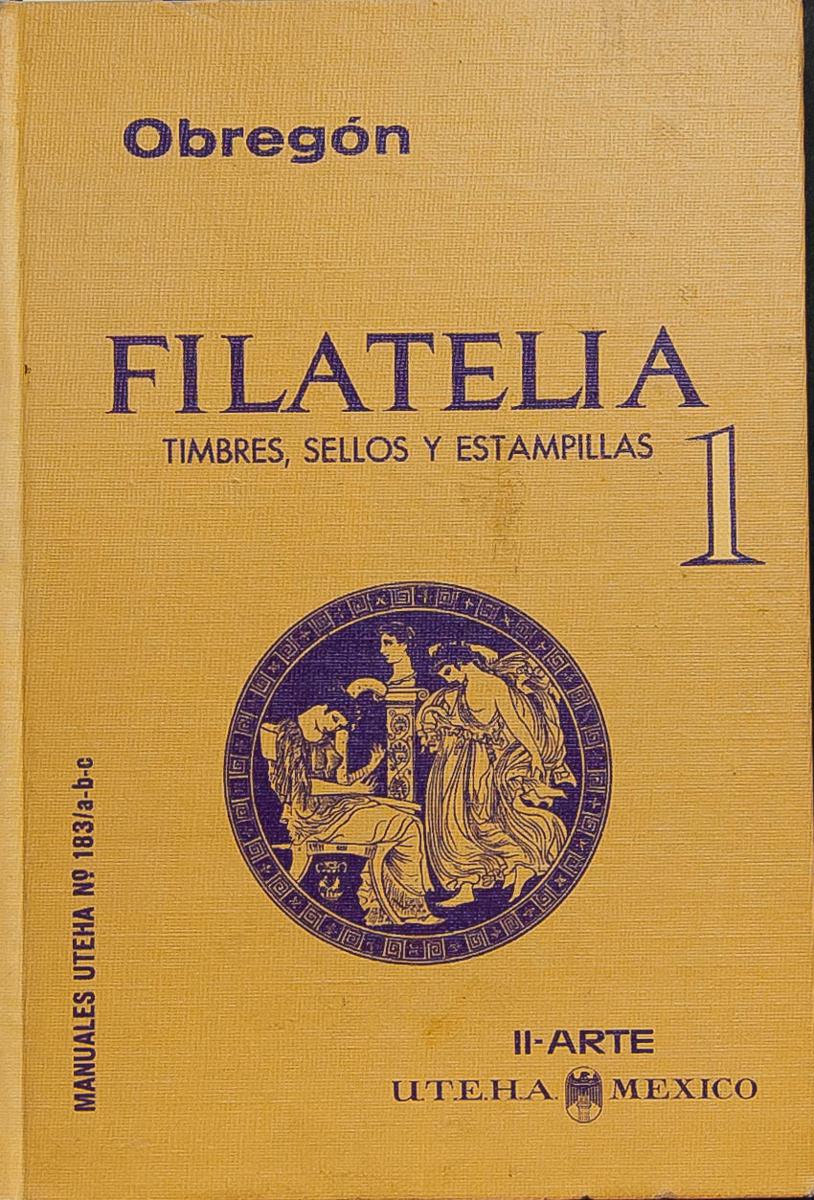 Obregón
FILATELIA
TIMBRES, SELLOS Y ESTAMPILLAS
1
MANUALES UTEHA Nº 183/a-b-c
II-ARTE
U.T.E.H.A. MEXICO